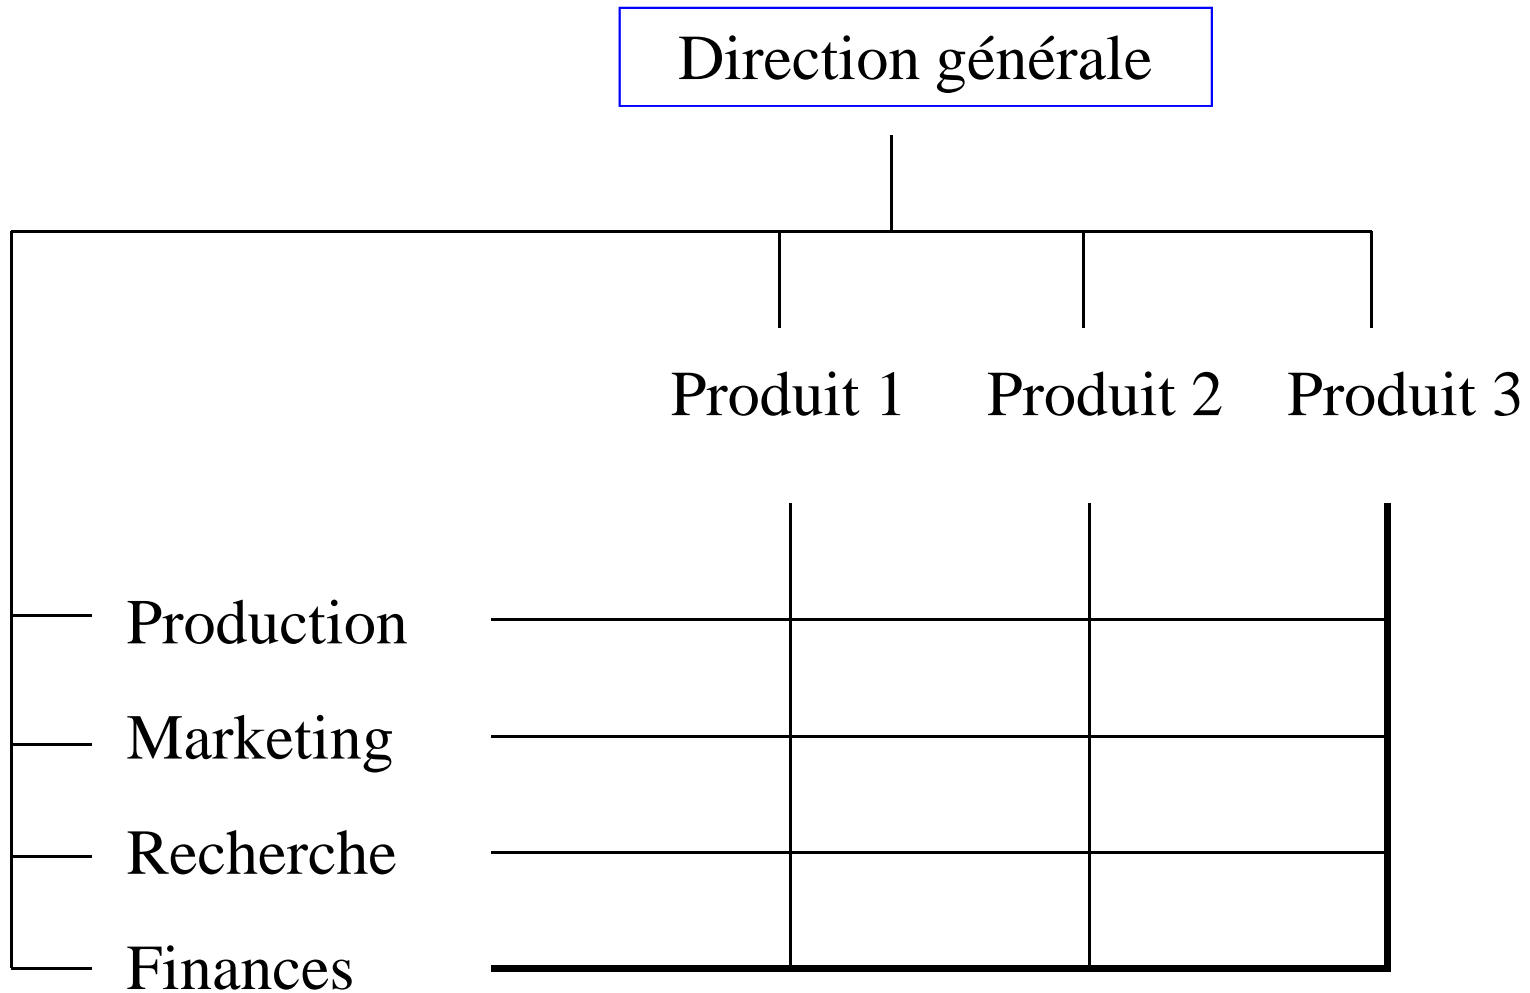 Direction générale
Produit 1 Produit 2 Produit 3
Production
Marketing
Recherche
Finances